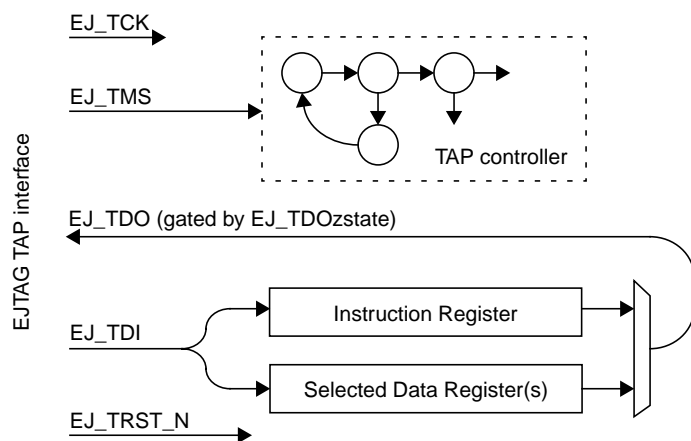 EJTAG TAP interface
EJ_TCK
EJ_TMS
TAP controller
EJ_TDO (gated by EJ_TDOzstate)
Instruction Register
EJ_TDI
Selected Data Register(s)
EJ_TRST_N